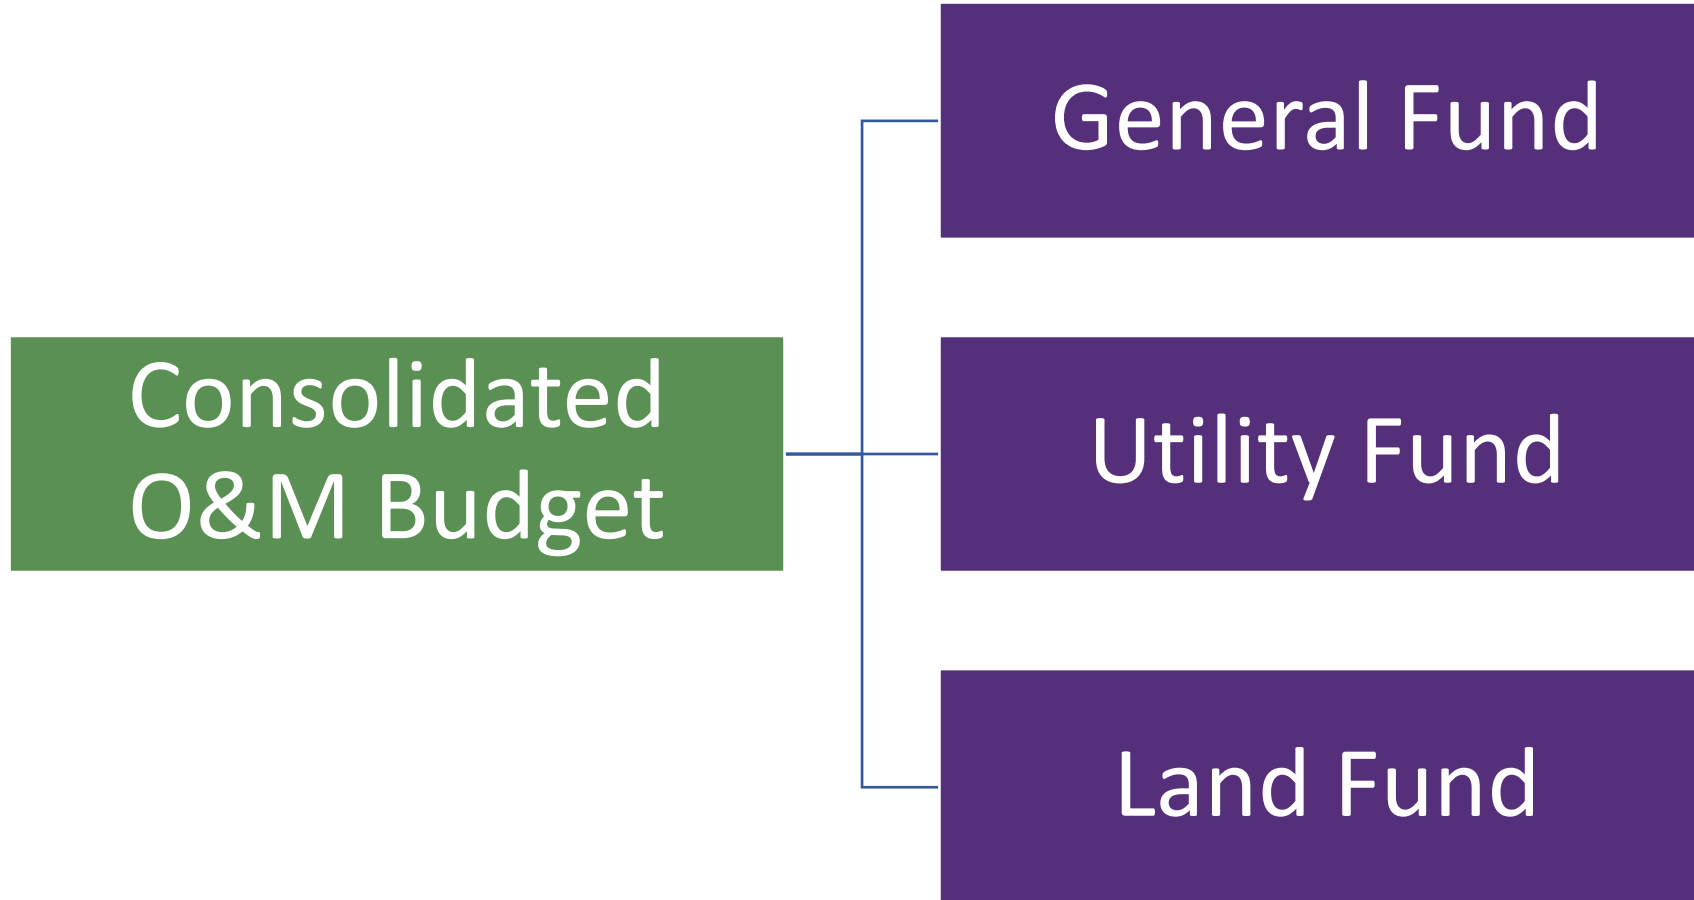 General Fund
Consolidated
O&M Budget
Utility Fund
Land Fund